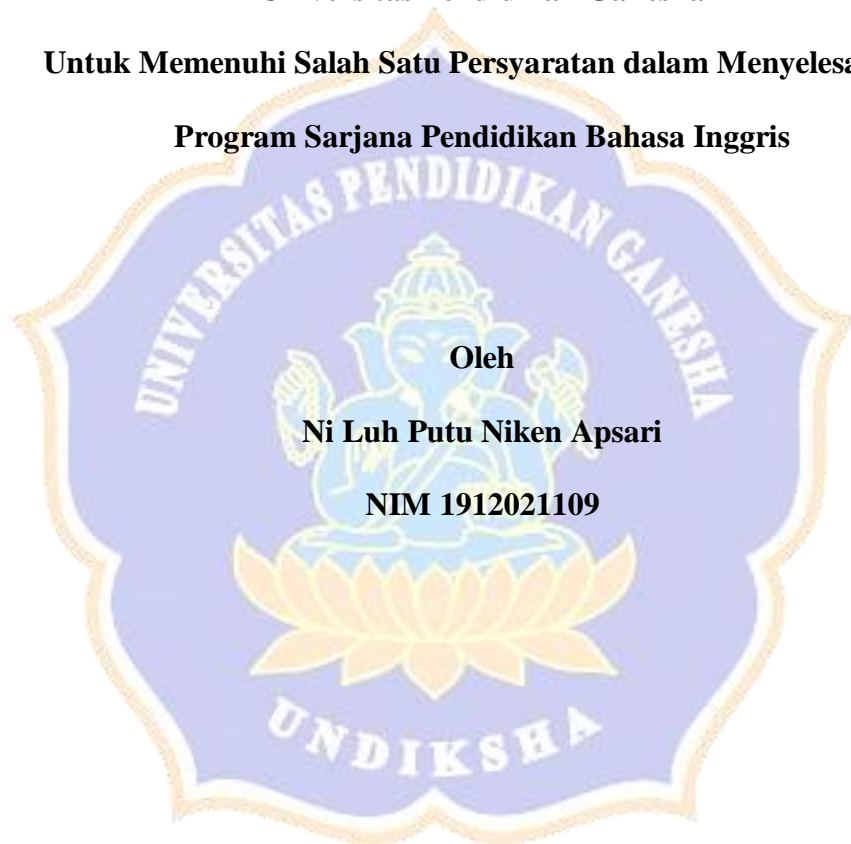 Untuk Memenuhi Salah Satu Persyaratan dalam
Program Sarjana Pendidikan Bahasa Inggris
UNIVERSITAS PENDIDIKAN GANESHA
Oleh
Ni Luh Putu Niken Apsari
NIM 1912021109
UNDIKSHA